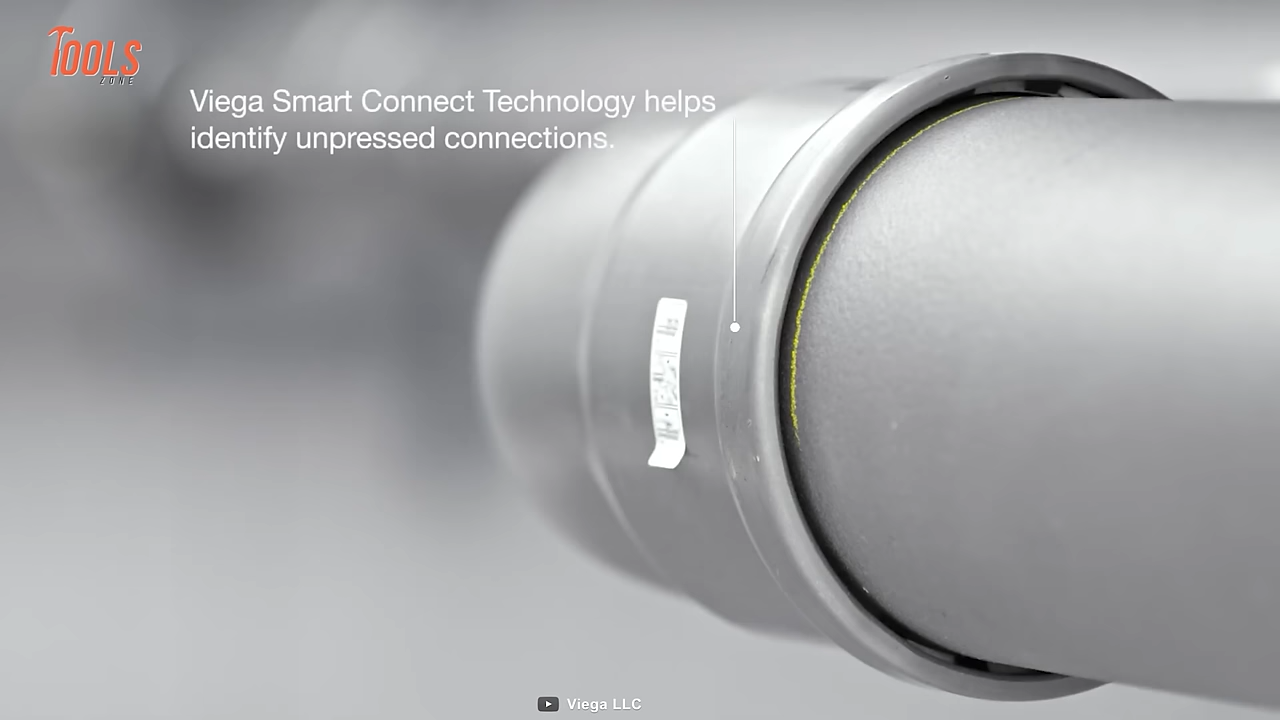 TOOLS
ZONE
Viega Smart Connect Technology helps
identify unpressed connections.
Viega LLC